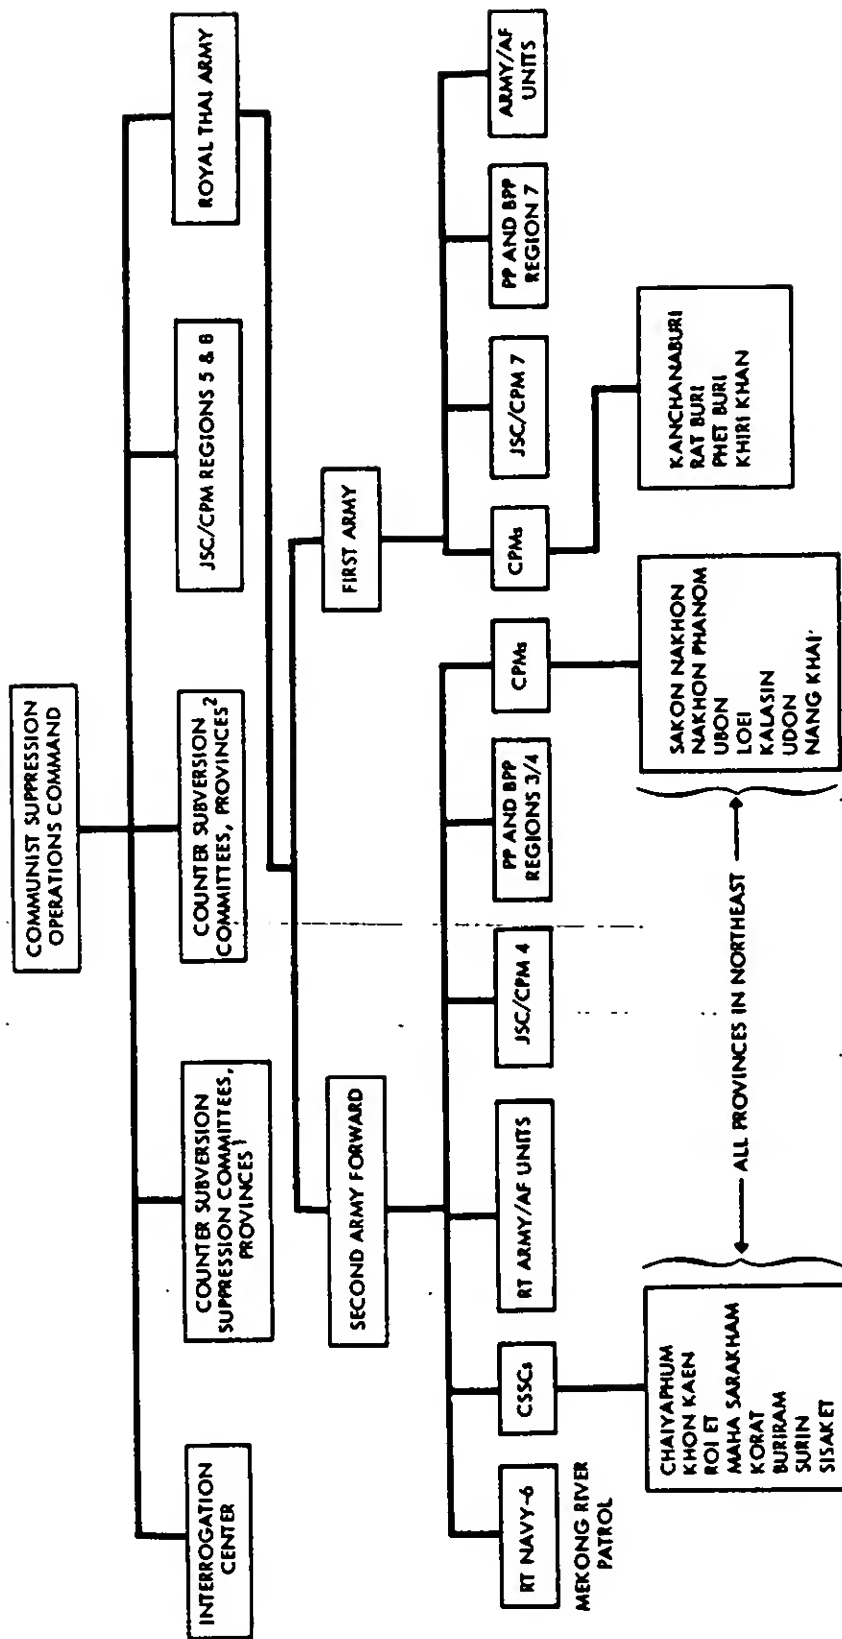 COMMUNIST SUPPRESSION
OPERATIONS COMMAND
INTERROGATION
CENTER
COUNTER SUBVERSION
SUPPRESSION COMMITTEES,
PROVINCES1
COUNTER SUBVERSION
COMMITTEES, PROVINCES2
JSC/CPM REGIONS 5 & 8
ROYAL THAI ARMY
SECOND ARMY FORWARD
FIRST ARMY
RT NAVY-6
MEKONG RIVER
PATROL
CSSCs
RT ARMY/AF UNITS
JSC/CPM 4
PP AND BPP
REGIONS 3/4
CPMs
CPMs
JSC/CPM 7
PP AND BPP
REGION 7
ARMY/AF
UNITS
CHAIYAPHUM
KHON KAEN
ROI ET
MAHA SARAKHAM
KORAT
BURIRAM
SURIN
SISAKET
ALL PROVINCES IN NORTHEAST
SAKON NAKHON
NAKHON PHANOM
UBON
LOEI
KALASIN
UDON
NANG KHAI'
KANCHANABURI
RAT BURI
PHET BURI
KHIRI KHAN